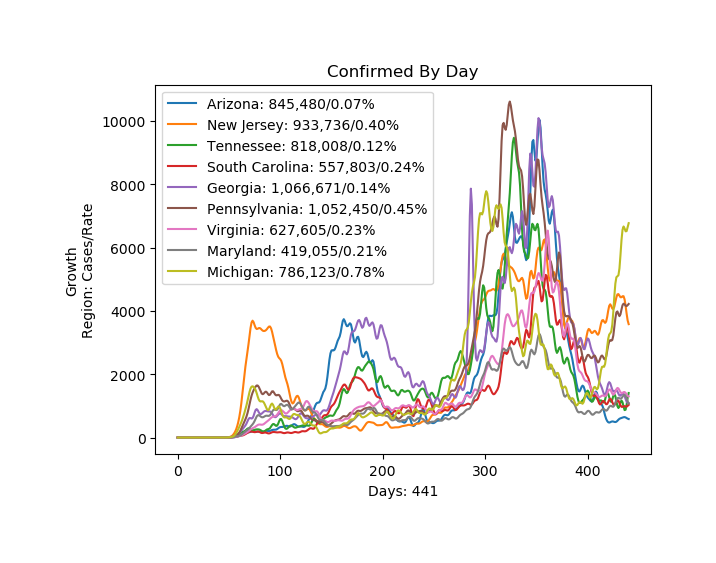 Confirmed By Day
Arizona: 845,480/0.07%
New Jersey: 933,736/0.40%
Tennessee: 818,008/0.12%
South Carolina: 557,803/0.24%
Georgia: 1,066,671/0.14%
Pennsylvania: 1,052,450/0.45%
Virginia: 627,605/0.23%
Maryland: 419,055/0.21%
Michigan: 786,123/0.78%
Growth
Region: Cases/Rate
10000
8000
6000
4000
2000
0
0 100 200 300 400
Days: 441